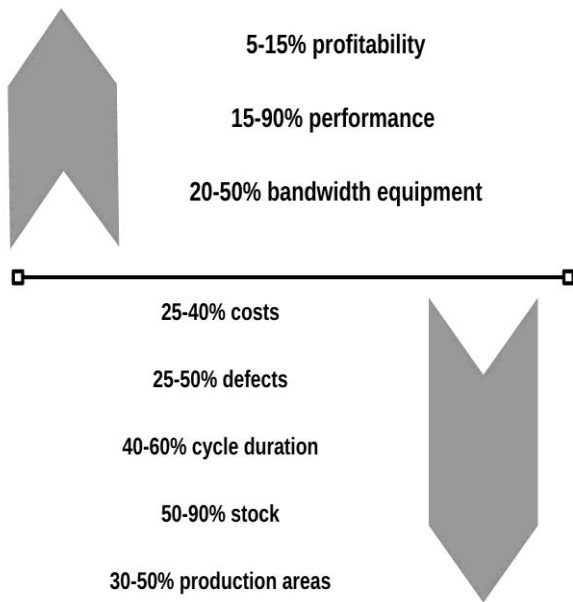 5-15% profitability
15-90% performance
20-50% bandwidth equipment
25-40% costs
25-50% defects
40-60% cycle duration
50-90% stock
30-50% production areas